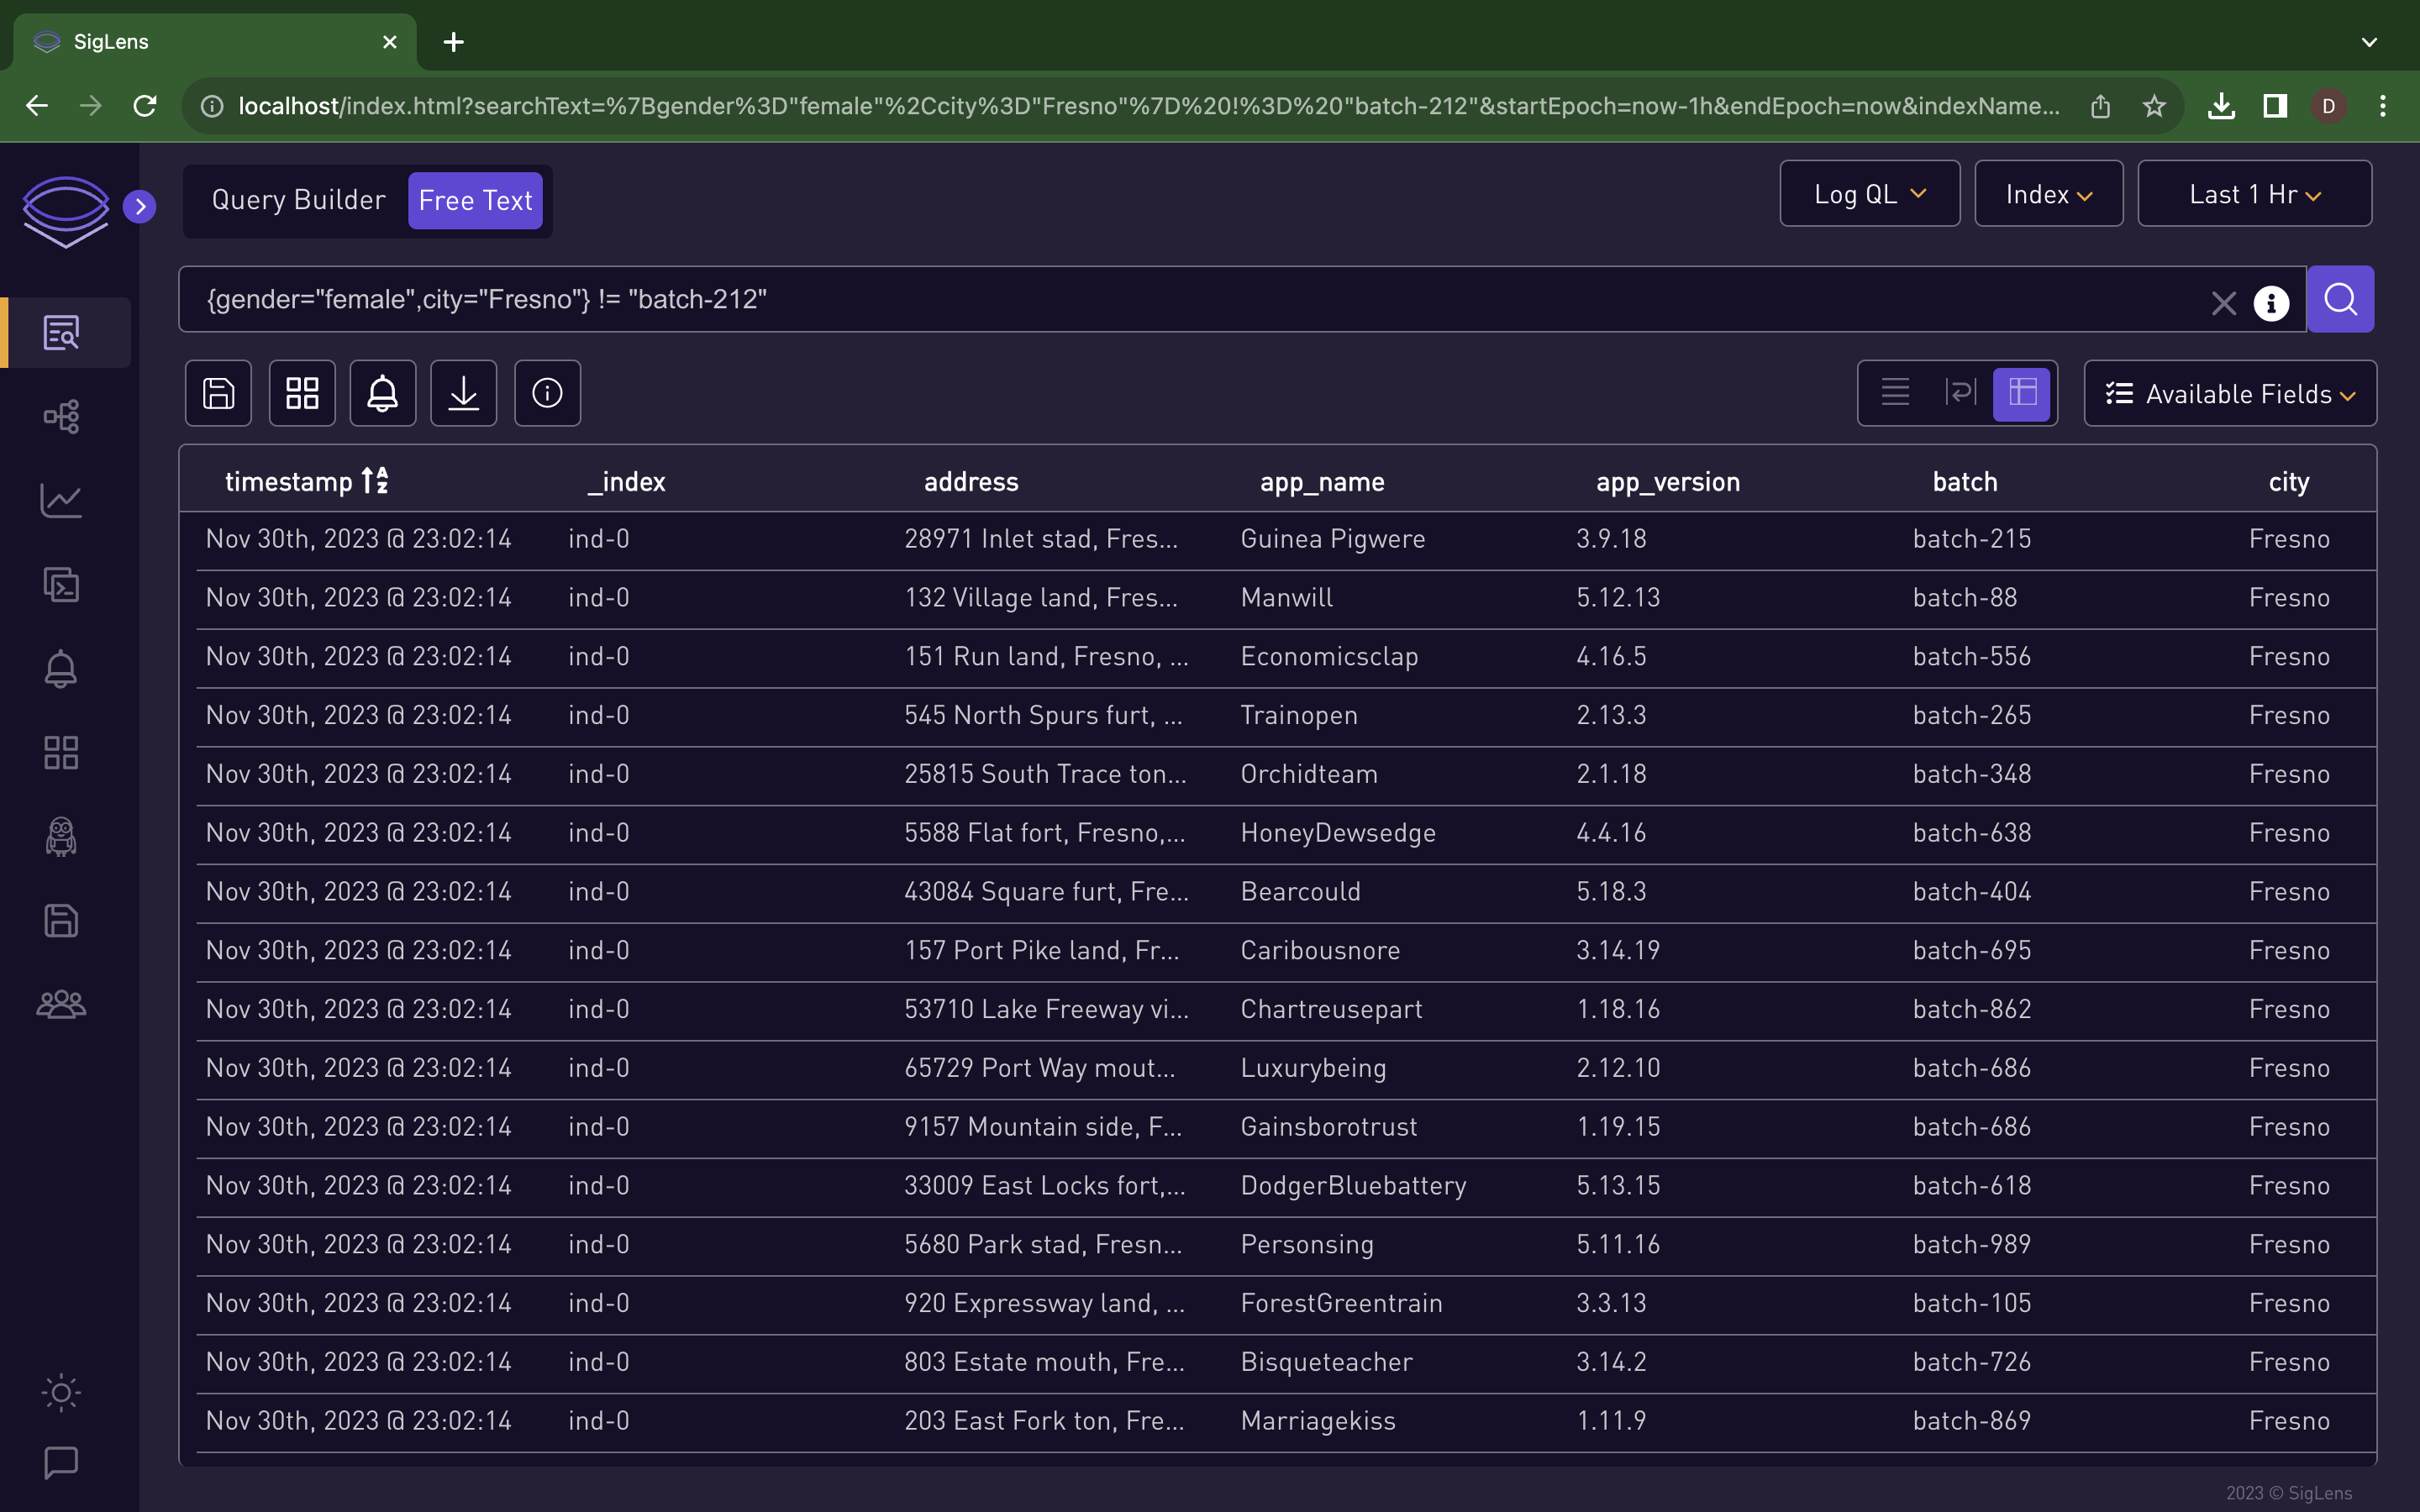 SigLens
localhost/index.html?searchText=%7Bgender%3D"female"%2Ccity%3D"Fresno"%7D%20!%3D%20"batch-212"&startEpoch=now-1h&endEpoch=now&indexName...
D
Query Builder Free Text Log QL Index Last 1 Hr
{gender="female",city="Fresno"} != "batch-212"
Available Fields
timestamp _index address app_name app_version batch city
Nov 30th, 2023 @ 23:02:14 ind-0 28971 Inlet stad, Fres... Guinea Pigwere 3.9.18 batch-215 Fresno
Nov 30th, 2023 @ 23:02:14 ind-0 132 Village land, Fres... Manwill 5.12.13 batch-88 Fresno
Nov 30th, 2023 @ 23:02:14 ind-0 151 Run land, Fresno, ... Economicsclap 4.16.5 batch-556 Fresno
Nov 30th, 2023 @ 23:02:14 ind-0 545 North Spurs furt, ... Trainopen 2.13.3 batch-265 Fresno
Nov 30th, 2023 @ 23:02:14 ind-0 25815 South Trace ton... Orchidteam 2.1.18 batch-348 Fresno
Nov 30th, 2023 @ 23:02:14 ind-0 5588 Flat fort, Fresno,... HoneyDewsedge 4.4.16 batch-638 Fresno
Nov 30th, 2023 @ 23:02:14 ind-0 43084 Square furt, Fre... Bearcould 5.18.3 batch-404 Fresno
Nov 30th, 2023 @ 23:02:14 ind-0 157 Port Pike land, Fr... Caribousnore 3.14.19 batch-695 Fresno
Nov 30th, 2023 @ 23:02:14 ind-0 53710 Lake Freeway vi... Chartreusepart 1.18.16 batch-862 Fresno
Nov 30th, 2023 @ 23:02:14 ind-0 65729 Port Way mout... Luxurybeing 2.12.10 batch-686 Fresno
Nov 30th, 2023 @ 23:02:14 ind-0 9157 Mountain side, F... Gainsborotrust 1.19.15 batch-686 Fresno
Nov 30th, 2023 @ 23:02:14 ind-0 33009 East Locks fort,... DodgerBluebattery 5.13.15 batch-618 Fresno
Nov 30th, 2023 @ 23:02:14 ind-0 5680 Park stad, Fresn... Personsing 5.11.16 batch-989 Fresno
Nov 30th, 2023 @ 23:02:14 ind-0 920 Expressway land, ... ForestGreentrain 3.3.13 batch-105 Fresno
Nov 30th, 2023 @ 23:02:14 ind-0 803 Estate mouth, Fre... Bisqueteacher 3.14.2 batch-726 Fresno
Nov 30th, 2023 @ 23:02:14 ind-0 203 East Fork ton, Fre... Marriagekiss 1.11.9 batch-869 Fresno
2023 © SigLens